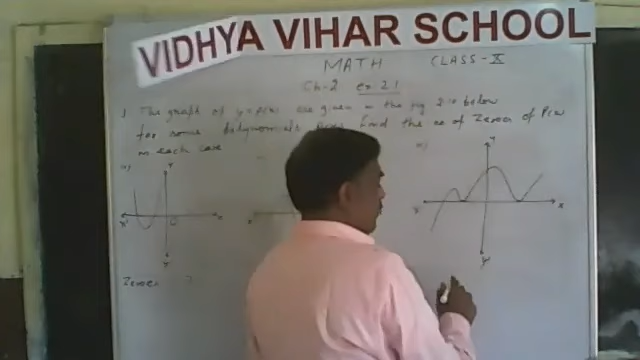 VIDHYA VIHAR SCHOOL
MATH CLASS-X
Ch-2 ex 2.1
1 The graph of y=p(x) are given in the fig 2.10 below
for some polynomials find the no of Zeroes of P(x)
in each case
Y
X' O X
Y'
X'
Y
X' X
Y'
Zeroes